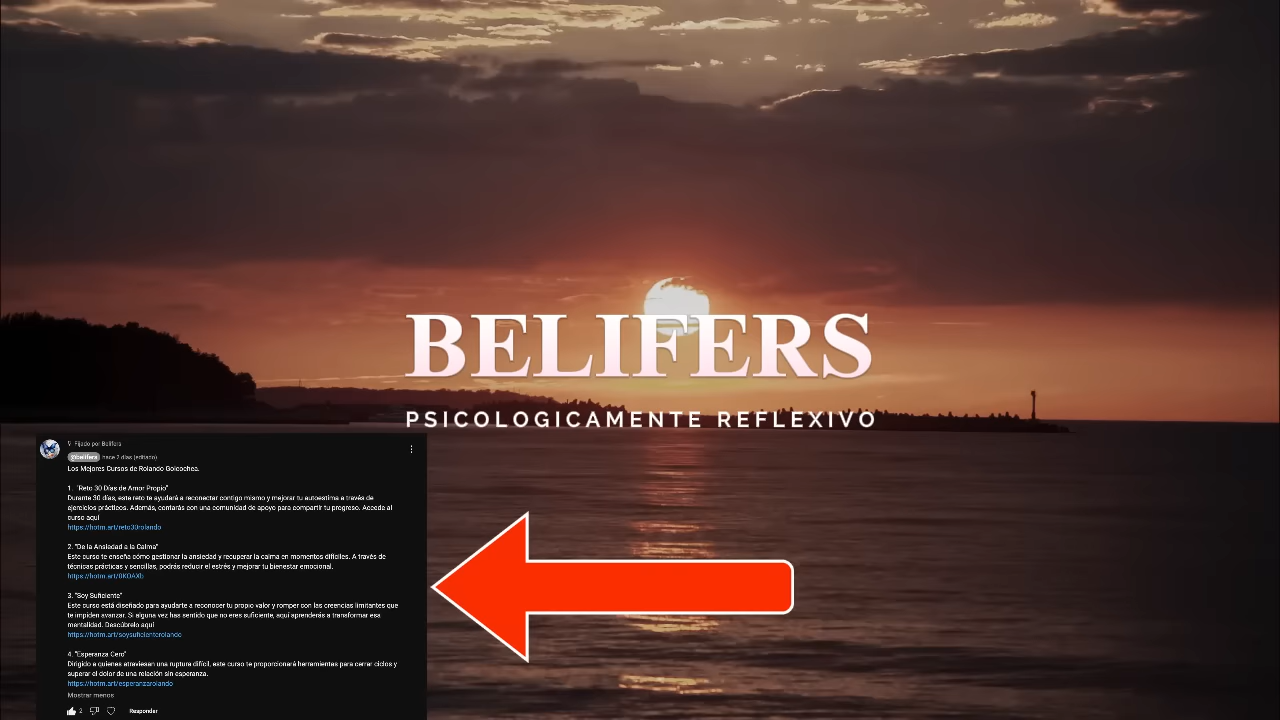 BELIFERS
PSICOLOGICAMENTE REFLEXIVO
Fijado por Belifers
@belifers hace 2 días (editado)
Los Mejores Cursos de Rolando Goicochea.
1. "Reto 30 Días de Amor Propio"
Durante 30 días, este reto te ayudará a reconectar contigo mismo y mejorar tu autoestima a través de
ejercicios prácticos. Además, contarás con una comunidad de apoyo para compartir tu progreso. Accede al
curso aquí
https://hotm.art/reto30rolando
2. "De la Ansiedad a la Calma"
Este curso te enseña cómo gestionar la ansiedad y recuperar la calma en momentos difíciles. A través de
técnicas prácticas y sencillas, podrás reducir el estrés y mejorar tu bienestar emocional.
https://hotm.art/0K0AXb
3. "Soy Suficiente"
Este curso está diseñado para ayudarte a reconocer tu propio valor y romper con las creencias limitantes que
te impiden avanzar. Si alguna vez has sentido que no eres suficiente, aquí aprenderás a transformar esa
mentalidad. Descúbrelo aquí
https://hotm.art/soysuficienterolando
4. "Esperanza Cero"
Dirigido a quienes atraviesan una ruptura difícil, este curso te proporcionará herramientas para cerrar ciclos y
superar el dolor de una relación sin esperanza.
https://hotm.art/esperanzarolando
Mostrar menos
2 Responder